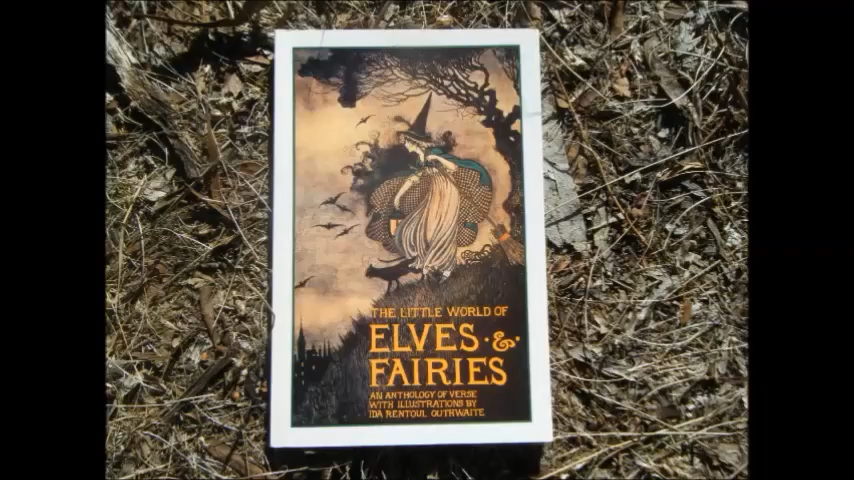 THE LITTLE WORLD OF
ELVES · & ·
FAIRIES
AN ANTHOLOGY OF VERSE
WITH ILLUSTRATIONS BY
IDA RENTOUL OUTHWAITE